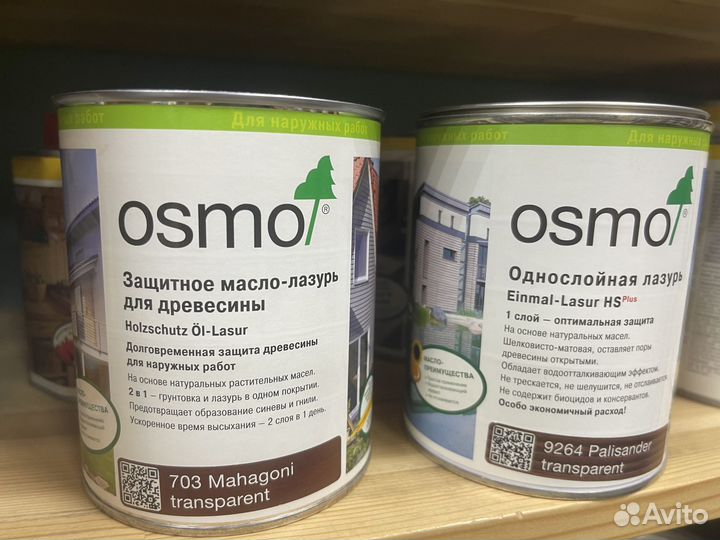 Для наружных работ
osmo®
Защитное масло-лазурь
для древесины
Holzschutz Öl-Lasur
Долговременная защита древесины
для наружных работ
На основе натуральных растительных масел.
2 в 1 – грунтовка и лазурь в одном покрытии.
Предотвращает образование синевы и гнили.
Ускоренное время высыхания – 2 слоя в 1 день.
703 Mahagoni
transparent
наружных работ
osmo®
Однослойная лазурь
Einmal-Lasur HS Plus
1 слой — оптимальная защита
На основе натуральных масел.
Шелковисто-матовая, оставляет поры
древесины открытыми.
Обладает водоотталкивающим эффектом.
Не трескается, не шелушится, не отслаивается.
Не содержит биоцидов и консервантов.
Особо экономичный расход!
МАСЛО-
ПРЕИМУЩЕСТВА
9264 Palisander
transparent
Avito